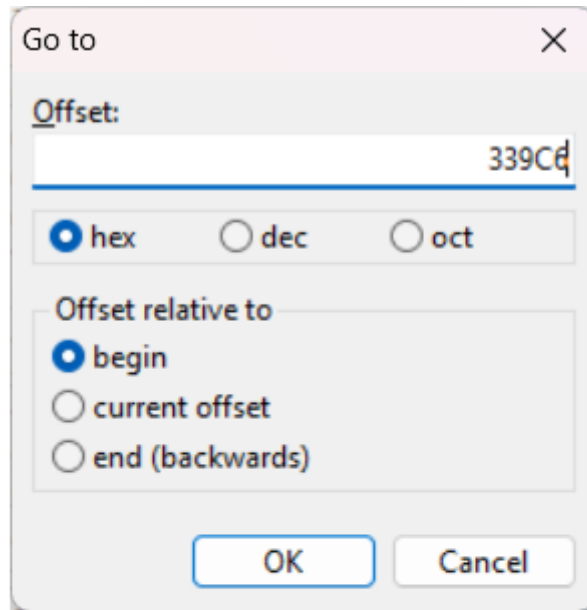 Go to
Offset:
339C6
hex dec oct
Offset relative to
begin
current offset
end (backwards)
OK Cancel